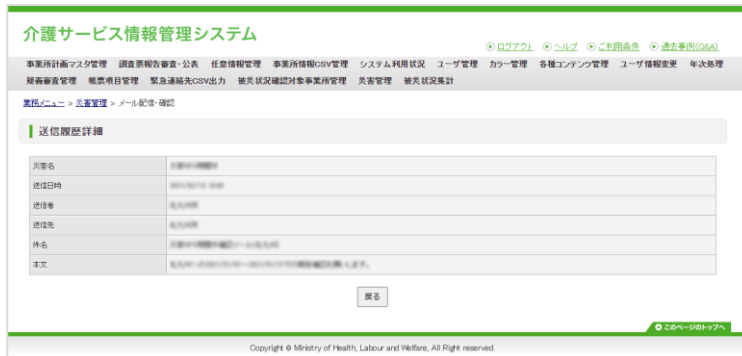 介護サービス情報管理システム
ログアウト ヘルプ ご利用条件 過去事例(Q&A)
事業所計画マスタ管理 調査票報告審査・公表 任意情報管理 事業所情報CSV管理 システム利用状況 ユーザ管理 カラー管理 各種コンテンツ管理 ユーザ情報変更 年次処理
疑義審査管理 帳票項目管理 緊急連絡先CSV出力 被災状況確認対象事業所管理 災害管理 被災状況集計
業務メニュー > 災害管理 > メール配信・確認
送信履歴詳細
災害名
送信日時
送信者
送信先
件名
本文
戻る
このページのトップへ
Copyright © Ministry of Health, Labour and Welfare, All Right reserved.